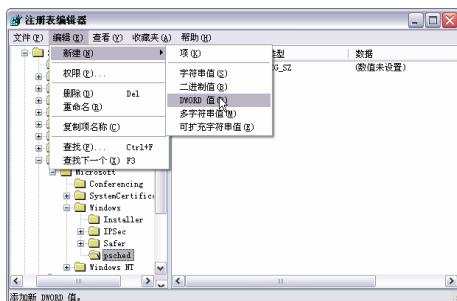 注册表编辑器
文件(F) 编辑(E) 查看(V) 收藏夹(A) 帮助(H)
新建(N)
权限(P)...
删除(D) Del
重命名(R)
复制项名称(C)
查找(F)... Ctrl+F
查找下一个(X) F3
项(K)
字符串值(S)
二进制值(B)
DWORD 值(D)
多字符串值(M)
可扩充字符串值(E)
类型 数据
G_SZ (数值未设置)
Microsoft
Conferencing
SystemCertific
Windows
Installer
IPSec
Safer
psched
Windows NT
添加新 DWORD 值。